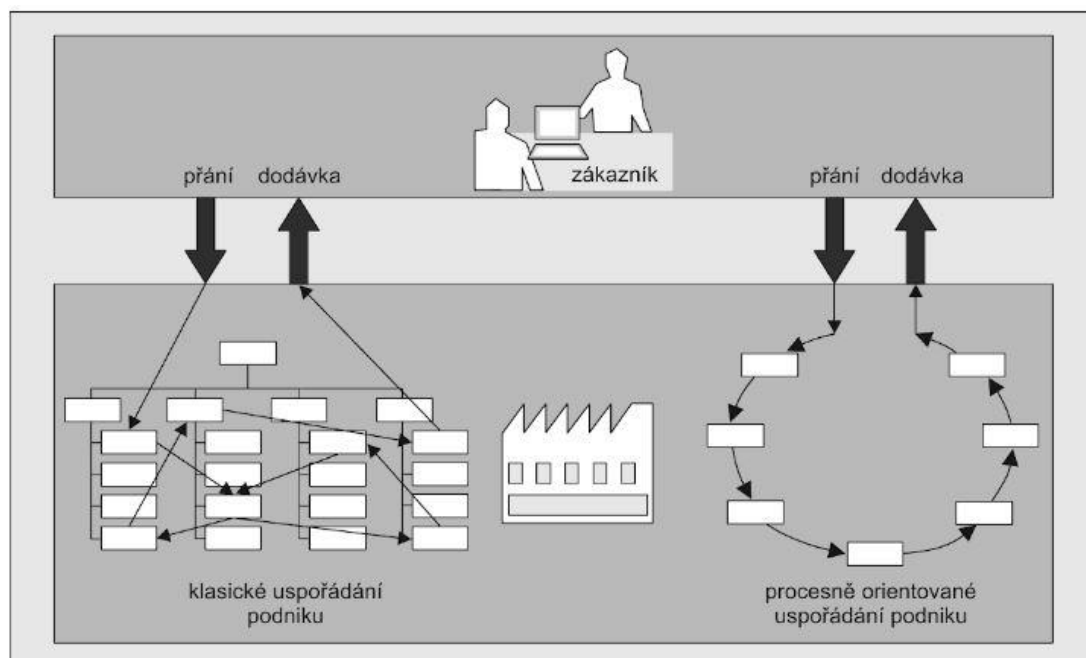 zákazník
přání dodávka
přání dodávka
klasické uspořádání
podniku
procesně orientované
uspořádání podniku